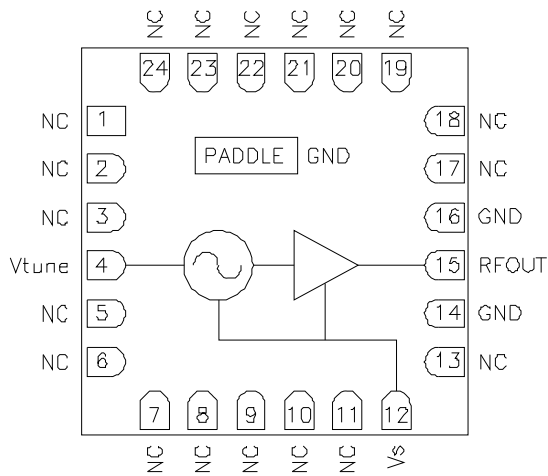 NC NC NC NC NC NC
24 23 22 21 20 19
NC 1 18 NC
PADDLE GND
NC 2 17 NC
NC 3 16 GND
Vtune 4 15 RFOUT
NC 5 14 GND
NC 6 13 NC
7 8 9 10 11 12
NC NC NC NC NC Vs